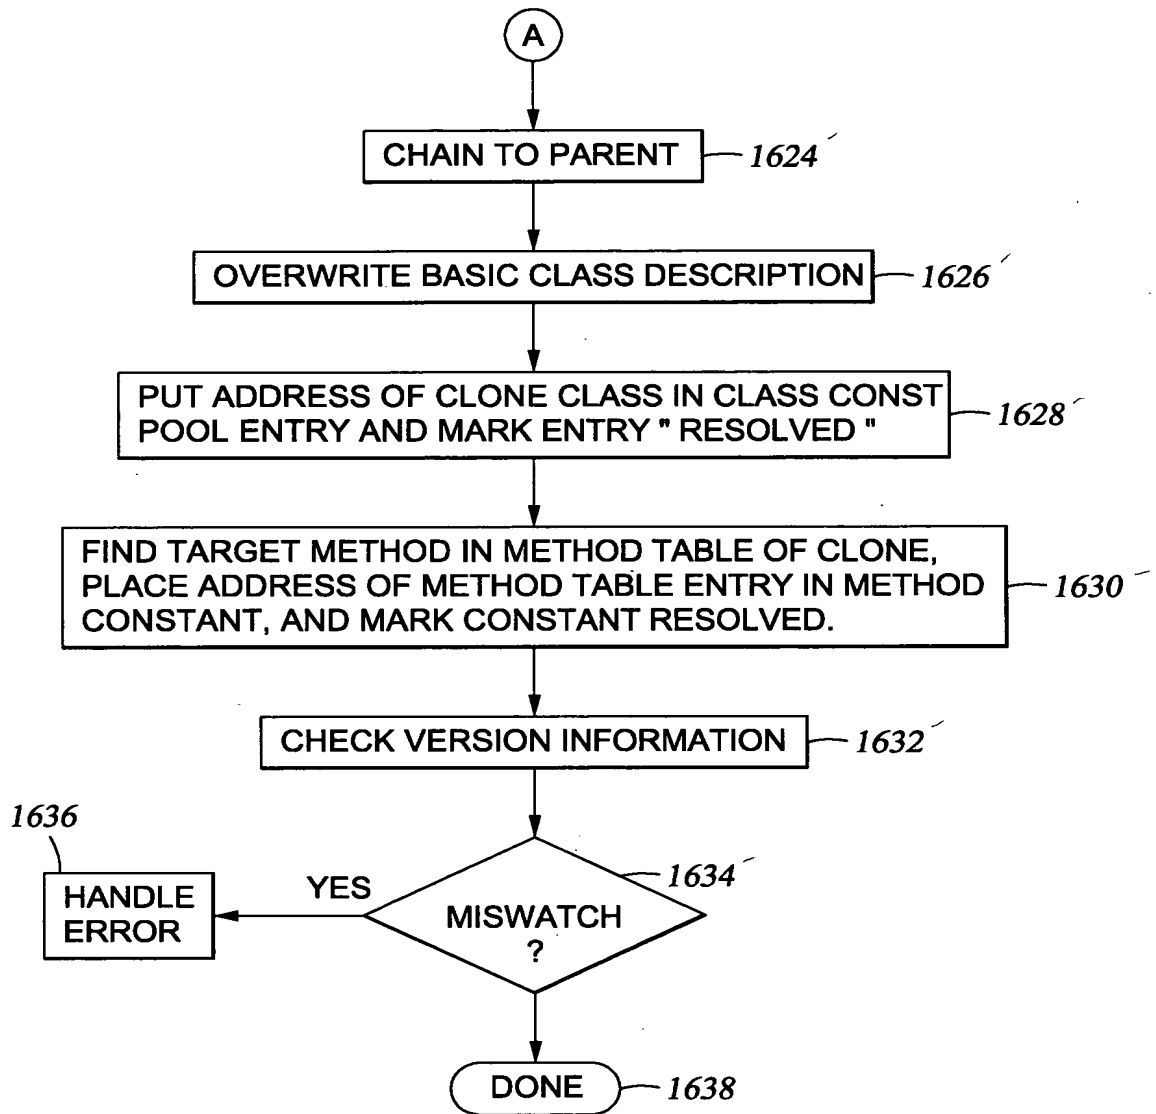 A
CHAIN TO PARENT
1624
OVERWRITE BASIC CLASS DESCRIPTION
1626
PUT ADDRESS OF CLONE CLASS IN CLASS CONST
POOL ENTRY AND MARK ENTRY " RESOLVED "
1628
FIND TARGET METHOD IN METHOD TABLE OF CLONE,
PLACE ADDRESS OF METHOD TABLE ENTRY IN METHOD
CONSTANT, AND MARK CONSTANT RESOLVED.
1630
CHECK VERSION INFORMATION
1632
1636
HANDLE
ERROR
YES
MISWATCH
?
1634
DONE
1638